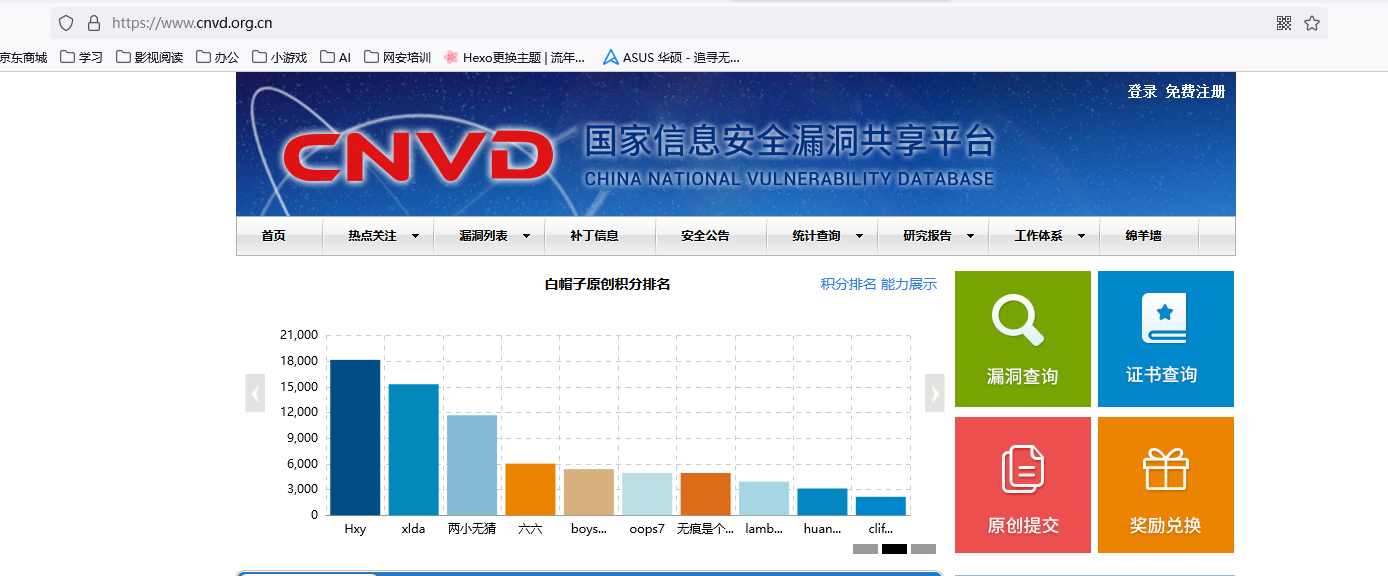 https://www.cnvd.org.cn
京东商城 学习 影视阅读 办公 小游戏 AI 网安培训 Hexo更换主题 | 流年... ASUS 华硕 - 追寻无...
登录 免费注册
CNVD 国家信息安全漏洞共享平台
CHINA NATIONAL VULNERABILITY DATABASE
首页 热点关注 漏洞列表 补丁信息 安全公告 统计查询 研究报告 工作体系 绵羊墙
白帽子原创积分排名 积分排名 能力展示
21,000
18,000
15,000
12,000
9,000
6,000
3,000
0
Hxy xlda 两小无猜 六六 boys... oops7 无痕是个... lamb... huan... clif...
漏洞查询 证书查询
原创提交 奖励兑换